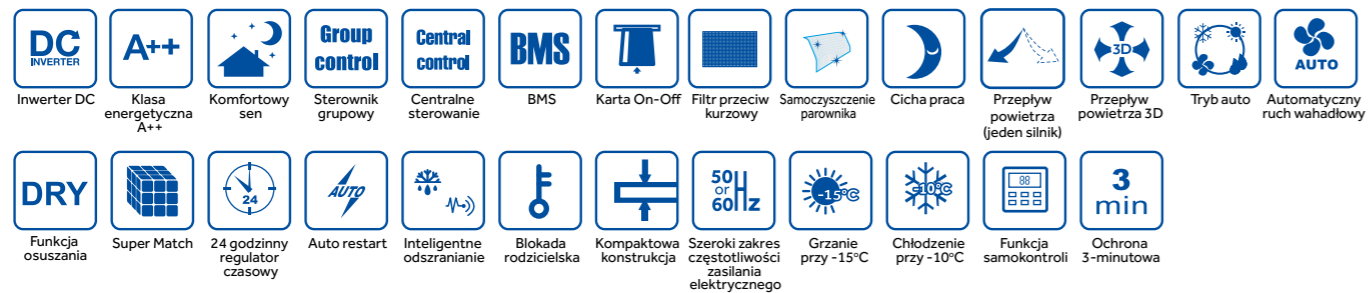 DC
INVERTER
Inwerter DC
A++
Klasa
energetyczna
A++
Komfortowy
sen
Group
control
Sterownik
grupowy
Central
control
Centralne
sterowanie
BMS
BMS
Karta On-Off
Filtr przeciw
kurzowy
Samoczyszczenie
parownika
Cicha praca
Przepływ
powietrza
(jeden silnik)
3D
Przepływ
powietrza 3D
Tryb auto
AUTO
Automatyczny
ruch wahadłowy
DRY
Funkcja
osuszania
Super Match
24
24 godzinny
regulator
czasowy
AUTO
Auto restart
Inteligentne
odszranianie
Blokada
rodzicielska
Kompaktowa
konstrukcja
50
or
60
Hz
Szeroki zakres
częstotliwości
zasilania
elektrycznego
-15°C
Grzanie
przy -15°C
-10°C
Chłodzenie
przy -10°C
88
Funkcja
samokontroli
3
min
Ochrona
3-minutowa